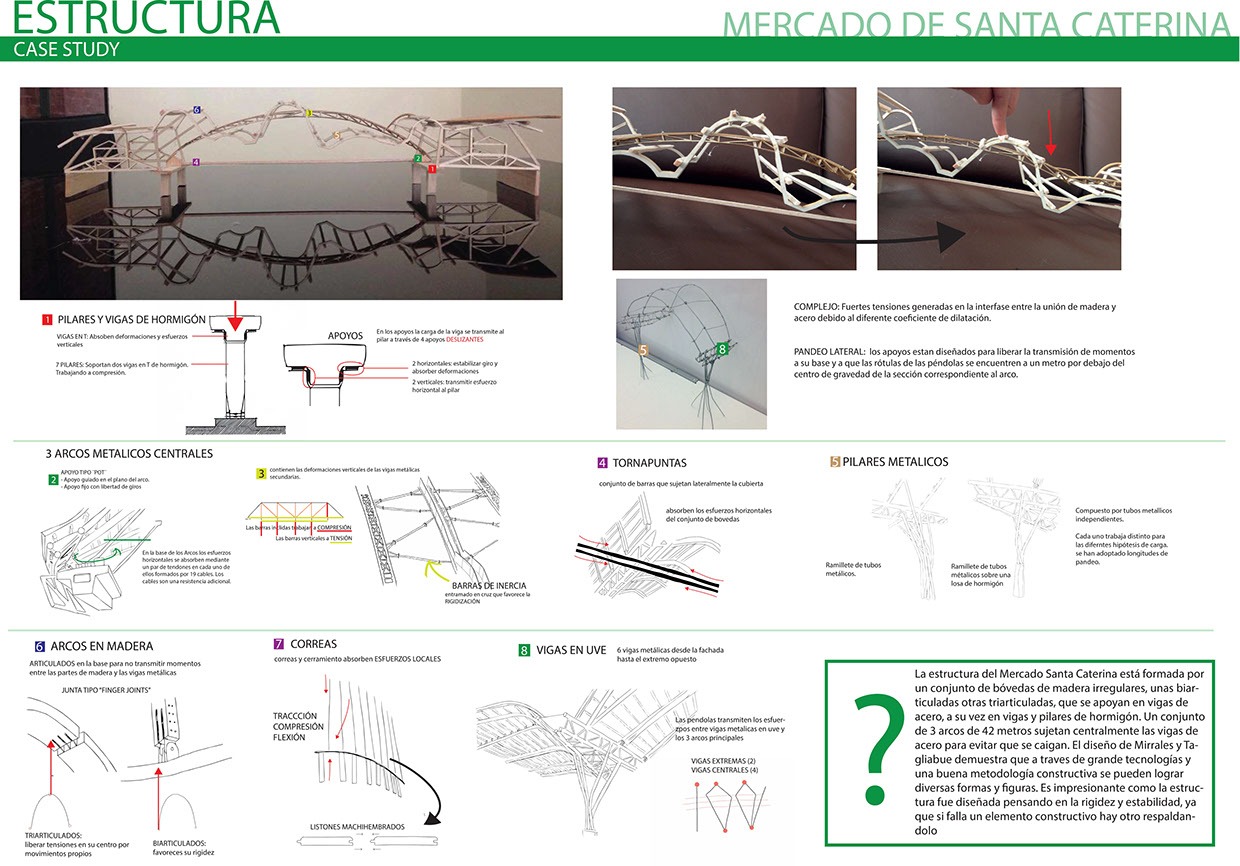 ESTRUCTURA
MERCADO DE SANTA CATERINA
CASE STUDY
6
3
5
4
2
1
1 PILARES Y VIGAS DE HORMIGÓN
VIGAS EN T: Absoben deformaciones y esfuerzos
verticales
7 PILARES: Soportan dos vigas en T de hormigón.
Trabajando a compresión.
APOYOS
En los apoyos la carga de la viga se transmite al
pilar a través de 4 apoyos DESLIZANTES
2 horizontales: estabilizar giro y
absorber deformaciones
2 verticales: transmitir esfuerzo
horizontal al pilar
5
8
COMPLEJO: Fuertes tensiones generadas en la interfase entre la unión de madera y
acero debido al diferente coeficiente de dilatación.
PANDEO LATERAL: los apoyos estan diseñados para liberar la transmisión de momentos
a su base y a que las rótulas de las péndolas se encuentren a un metro por debajo del
centro de gravedad de la sección correspondiente al arco.
3 ARCOS METALICOS CENTRALES
2
APOYO TIPO ¨POT¨
- Apoyo guiado en el plano del arco.
- Apoyo fijo con libertad de giros
En la base de los Arcos los esfuerzos
horizontales se absorben mediante
un par de tendones en cada uno de
ellos formados por 19 cables. Los
cables son una resistencia adicional.
3
contienen las deformaciones verticales de las vigas metálicas
secundarias.
Las barras inclidas trabajan a COMPRESIÓN
Las barras verticales a TENSIÓN
BARRAS DE INERCIA
entramado en cruz que favorece la
RIGIDIZACIÓN
4 TORNAPUNTAS
conjunto de barras que sujetan lateralmente la cubierta
absorben los esfuerzos horizontales
del conjunto de bovedas
5 PILARES METALICOS
Ramillete de tubos
metálicos.
Ramillete de tubos
métalicos sobre una
losa de hormigón
Compuesto por tubos metallicos
independientes.
Cada uno trabaja distinto para
las difentes hipótesis de carga,
se han adoptado longitudes de
pandeo.
6 ARCOS EN MADERA
ARTICULADOS en la base para no transmitir momentos
entre las partes de madera y las vigas metálicas
JUNTA TIPO "FINGER JOINTS"
TRIARTICULADOS:
liberar tensiones en su centro por
movimientos propios
BIARTICULADOS:
favoreces su rigidez
7 CORREAS
correas y cerramiento absorben ESFUERZOS LOCALES
TRACCCIÓN
COMPRESIÓN
FLEXIÓN
LISTONES MACHIHEMBRADOS
8 VIGAS EN UVE
6 vigas metálicas desde la fachada
hasta el extremo opuesto
Las pendolas transmiten los esfuer-
zpos entre vigas metalicas en uve y
los 3 arcos principales
VIGAS EXTREMAS (2)
VIGAS CENTRALES (4)
?
La estructura del Mercado Santa Caterina está formada por
un conjunto de bóvedas de madera irregulares, unas biar-
ticuladas otras triarticuladas, que se apoyan en vigas de
acero, a su vez en vigas y pilares de hormigón. Un conjunto
de 3 arcos de 42 metros sujetan centralmente las vigas de
acero para evitar que se caigan. El diseño de Mirrales y Ta-
gliabue demuestra que a traves de grande tecnologías y
una buena metodología constructiva se pueden lograr
diversas formas y figuras. Es impresionante como la estruc-
tura fue diseñada pensando en la rigidez y estabilidad, ya
que si falla un elemento constructivo hay otro respaldan-
dolo